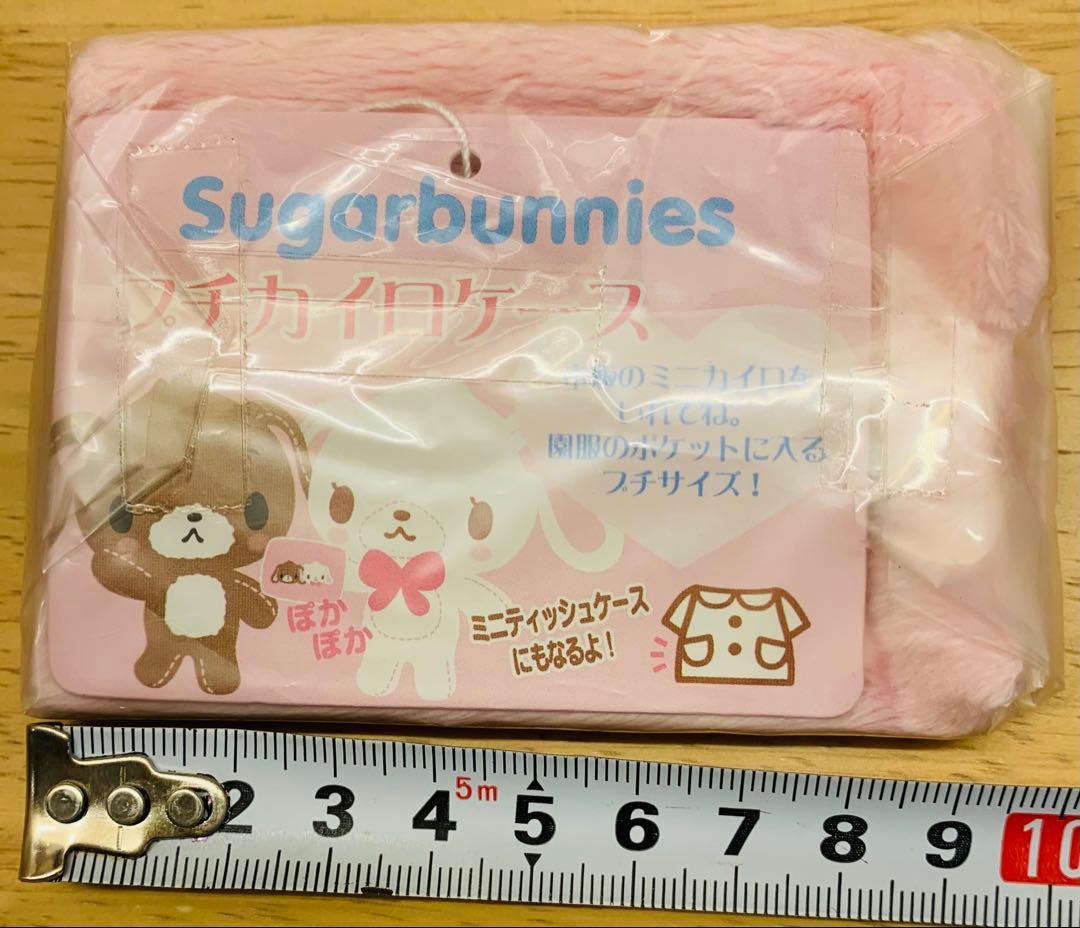 Sugarbunnies
プチカイロケース
市販のミニカイロを
いれてね。
園服のポケットに入る
プチサイズ！
ぽか
ぽか
ミニティッシュケース
にもなるよ！
2 3 4 5m 5 6 7 8 9 10